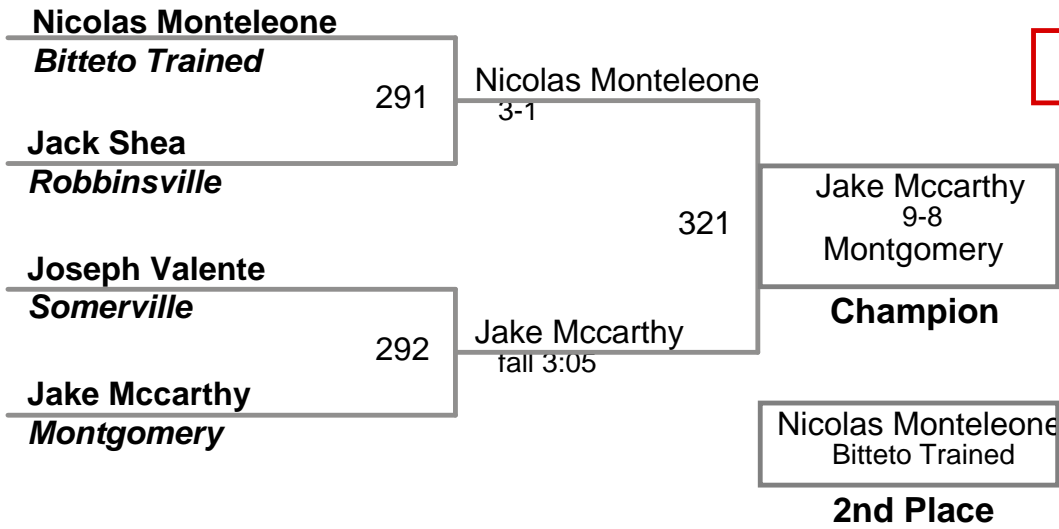 Nicolas Monteleone
Bitteto Trained
291
Nicolas Monteleone
3-1
Jack Shea
Robbinsville
321
Jake Mccarthy
9-8
Montgomery
Champion
Joseph Valente
Somerville
292
Jake Mccarthy
fall 3:05
Jake Mccarthy
Montgomery
Nicolas Monteleone
Bitteto Trained
2nd Place